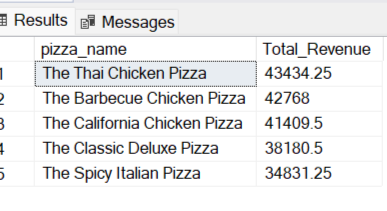 Results Messages
pizza_name Total_Revenue
1 The Thai Chicken Pizza 43434.25
2 The Barbecue Chicken Pizza 42768
3 The California Chicken Pizza 41409.5
4 The Classic Deluxe Pizza 38180.5
5 The Spicy Italian Pizza 34831.25